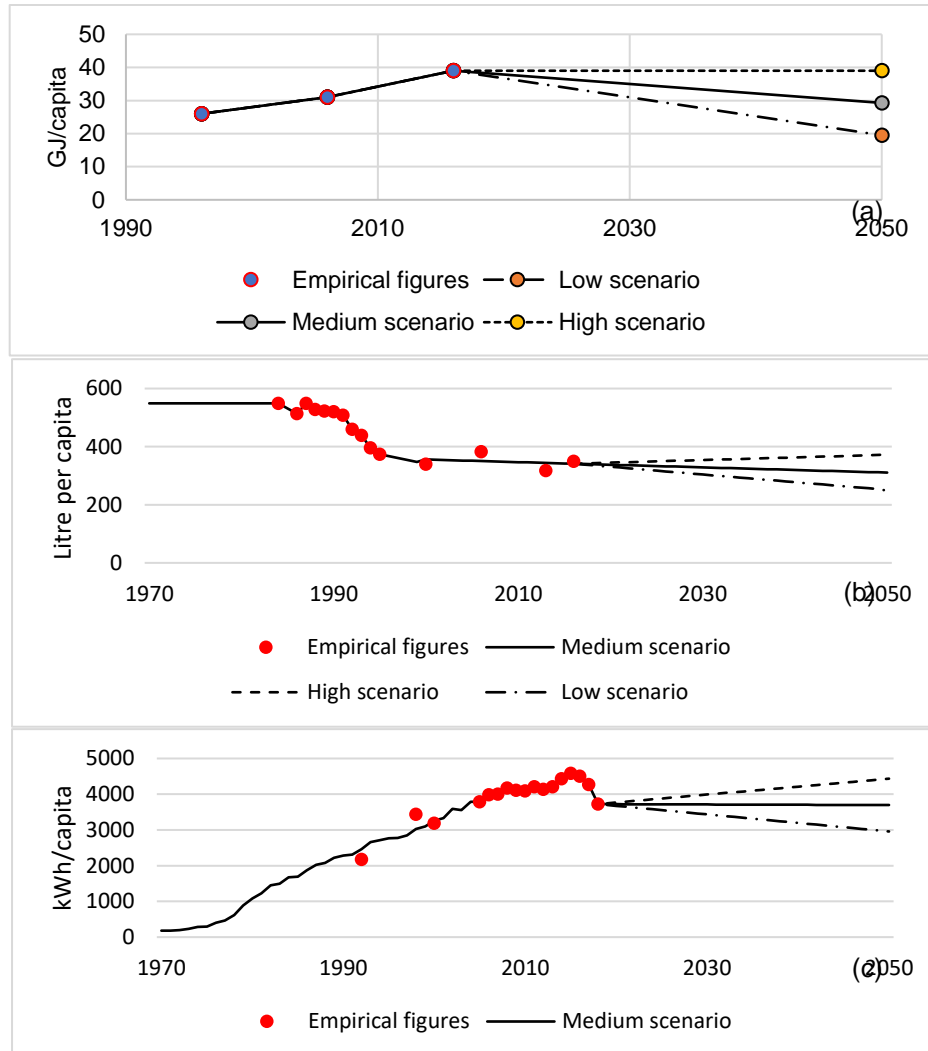 50
40
30
20
10
0
GJ/capita
1990 2010 2030 2050
(a)
Empirical figures Low scenario
Medium scenario High scenario
600
400
200
0
Litre per capita
1970 1990 2010 2030 2050
(b)
Empirical figures Medium scenario
High scenario Low scenario
5000
4000
3000
2000
1000
0
kWh/capita
1970 1990 2010 2030 2050
(c)
Empirical figures Medium scenario